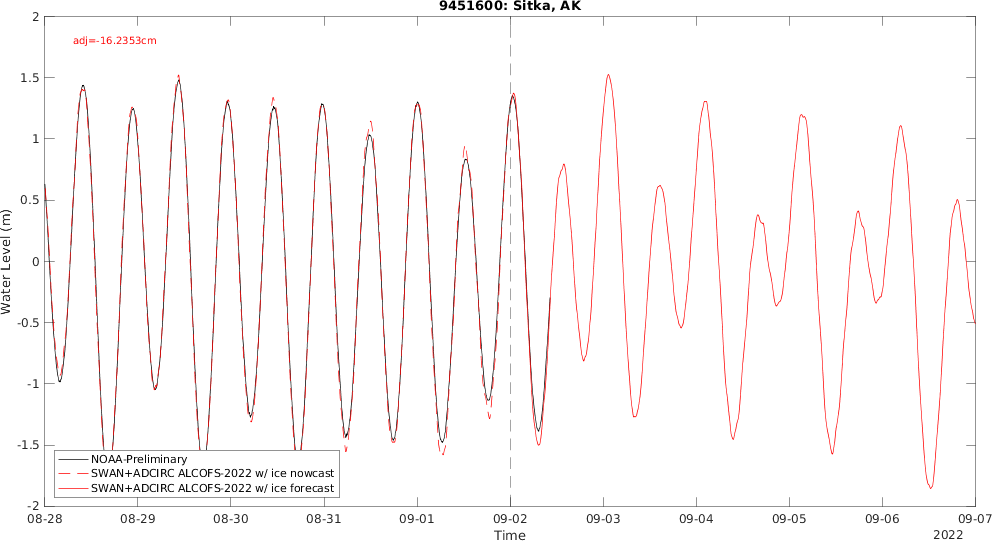 9451600: Sitka, AK
adj=-16.2353cm
2
1.5
1
0.5
0
-0.5
-1
-1.5
-2
Water Level (m)
NOAA-Preliminary
SWAN+ADCIRC ALCOFS-2022 w/ ice nowcast
SWAN+ADCIRC ALCOFS-2022 w/ ice forecast
08-28 08-29 08-30 08-31 09-01 09-02 09-03 09-04 09-05 09-06 09-07
Time
2022